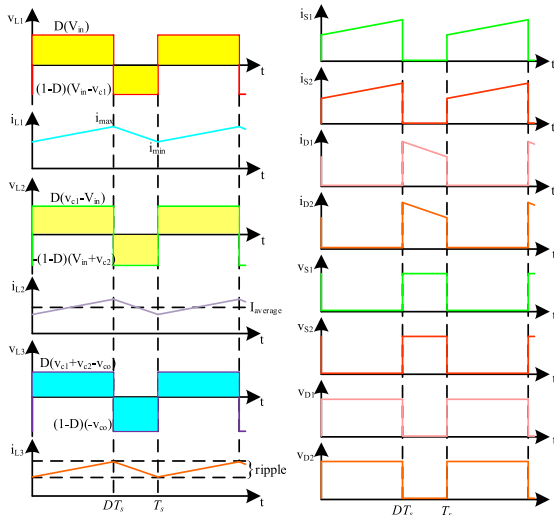 v_L1
D(V_in)
t
(1-D)(V_in-v_c1)
i_L1
i_max
i_min
t
v_L2
D(v_c1-V_in)
t
-(1-D)(V_in+v_c2)
i_L2
I_average
t
v_L3
D(v_c1+v_c2-v_co)
t
(1-D)(-v_co)
i_L3
ripple
t
DT_s
T_s
i_S1
t
i_S2
t
i_D1
t
i_D2
t
v_S1
t
v_S2
t
v_D1
t
v_D2
t
DT_s
T_s